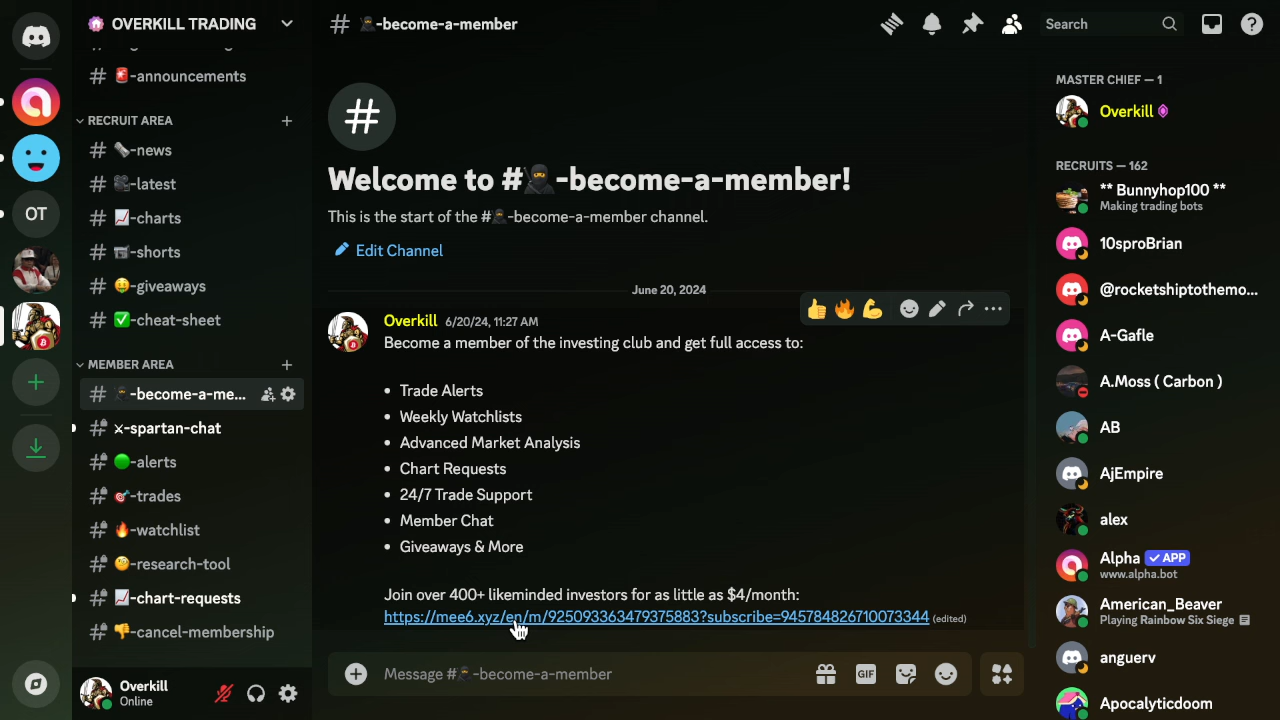 OVERKILL TRADING
# 🥷-become-a-member
Search
# 🚨-announcements
RECRUIT AREA
# 🗞️-news
# 🎥-latest
# 📈-charts
# 📹-shorts
# 🤑-giveaways
# ✅-cheat-sheet
MEMBER AREA
# 🥷-become-a-me...
# ⚔-spartan-chat
# 🟢-alerts
# 🎯-trades
# 🔥-watchlist
# 🧐-research-tool
# 📈-chart-requests
# 👎-cancel-membership
OT
Overkill
Online
#
Welcome to #🥷-become-a-member!
This is the start of the #🥷-become-a-member channel.
Edit Channel
June 20, 2024
Overkill 6/20/24, 11:27 AM
Become a member of the investing club and get full access to:
• Trade Alerts
• Weekly Watchlists
• Advanced Market Analysis
• Chart Requests
• 24/7 Trade Support
• Member Chat
• Giveaways & More
Join over 400+ likeminded investors for as little as $4/month:
https://mee6.xyz/en/m/925093363479375883?subscribe=945784826710073344 (edited)
Message #🥷-become-a-member
GIF
MASTER CHIEF — 1
Overkill
RECRUITS — 162
** Bunnyhop100 **
Making trading bots
10sproBrian
@rocketshiptothemo...
A-Gafle
A.Moss ( Carbon )
AB
AjEmpire
alex
Alpha ✓ APP
www.alpha.bot
American_Beaver
Playing Rainbow Six Siege
anguerv
Apocalyticdoom